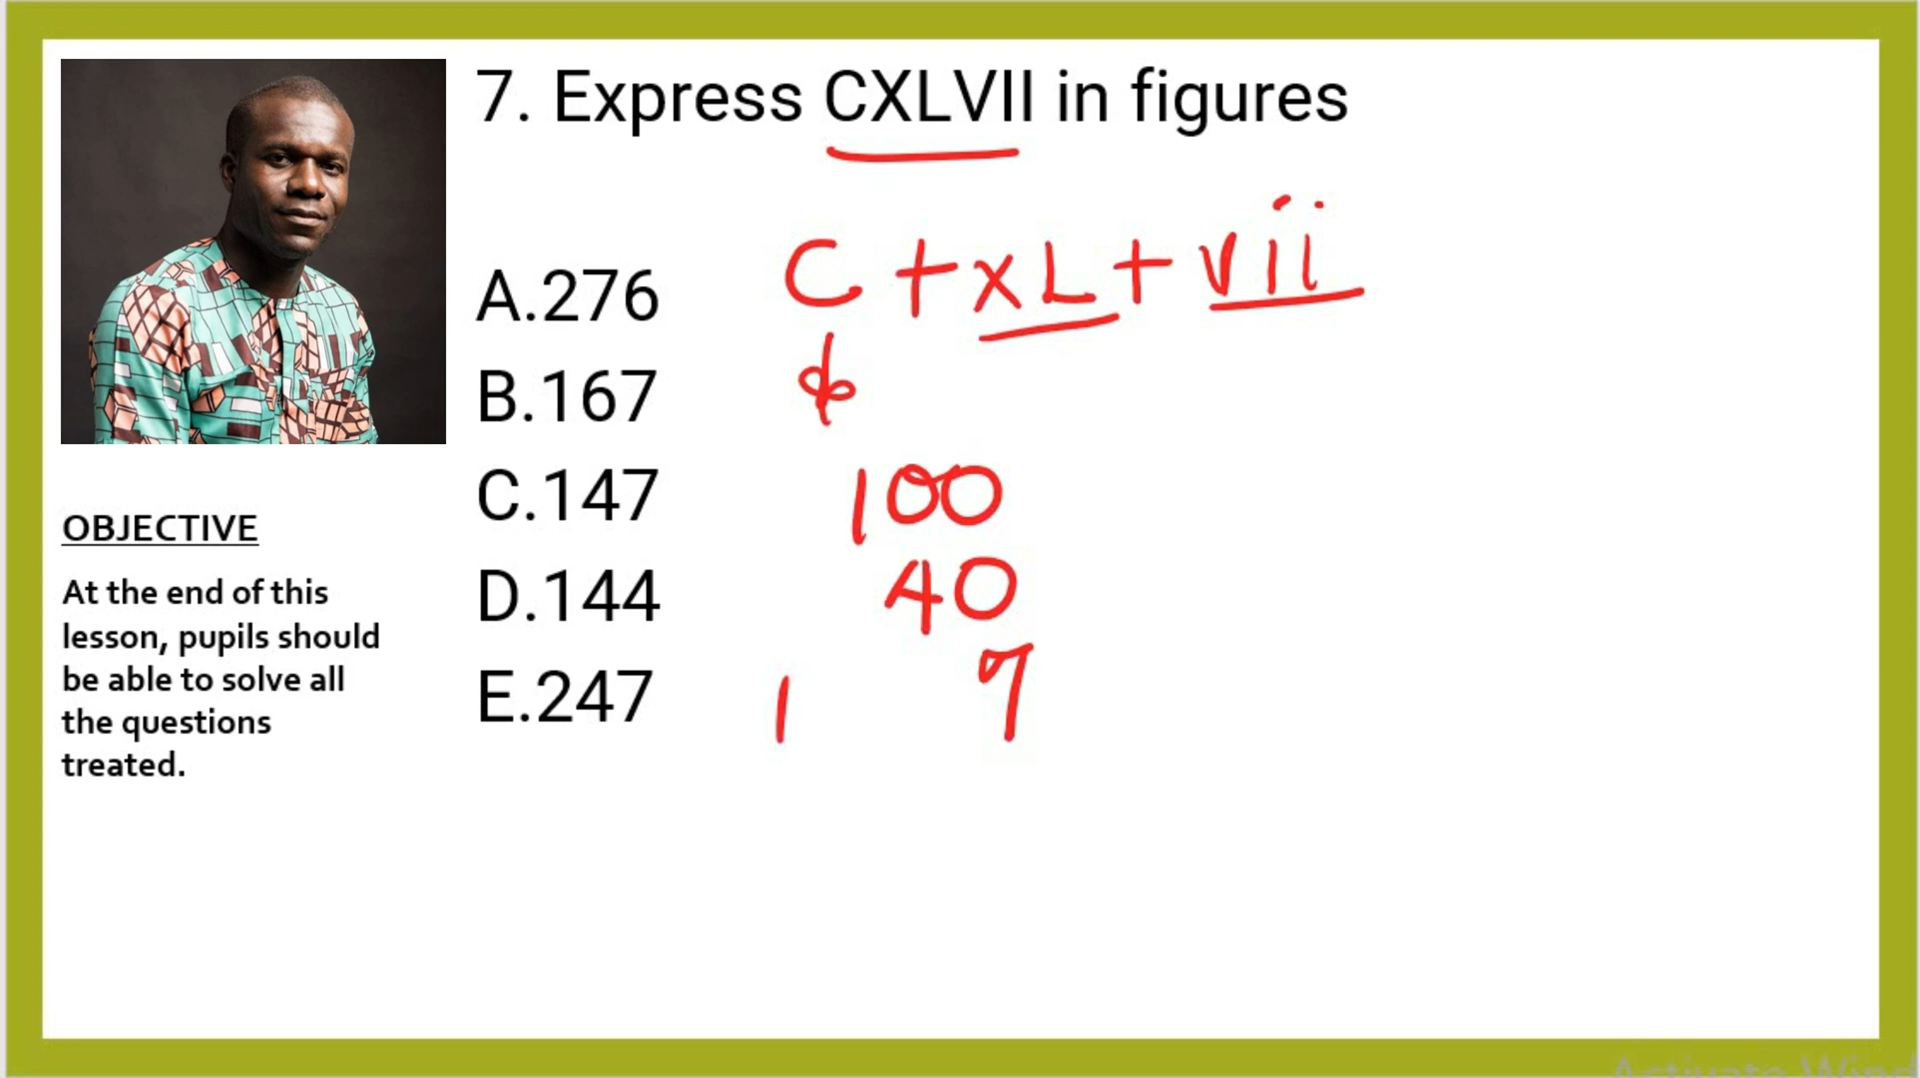 7. Express CXLVII in figures
C + XL + Vii
A.276
B.167
C.147
100
D.144
40
E.247
1 7
OBJECTIVE
At the end of this
lesson, pupils should
be able to solve all
the questions
treated.